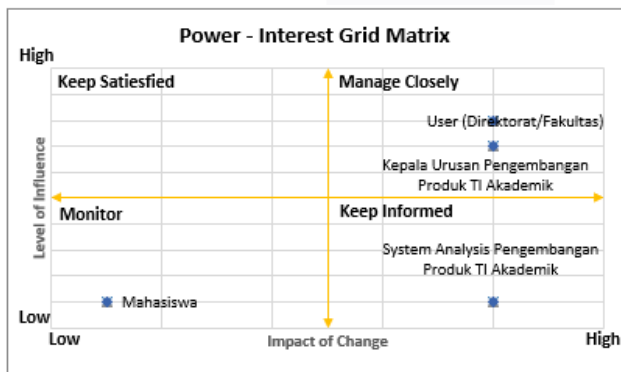 Power - Interest Grid Matrix
High
Keep Satiesfied
Manage Closely
User (Direktorat/Fakultas)
Kepala Urusan Pengembangan
Produk TI Akademik
Level of Influence
Monitor
Keep Informed
System Analysis Pengembangan
Produk TI Akademik
Mahasiswa
Low
Low
Impact of Change
High